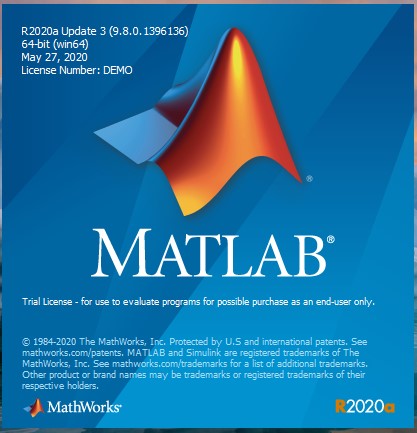 R2020a Update 3 (9.8.0.1396136)
64-bit (win64)
May 27, 2020
License Number: DEMO
®
MATLAB®
Trial License - for use to evaluate programs for possible purchase as an end-user only.
© 1984-2020 The MathWorks, Inc. Protected by U.S and international patents. See
mathworks.com/patents. MATLAB and Simulink are registered trademarks of The
MathWorks, Inc. See mathworks.com/trademarks for a list of additional trademarks.
Other product or brand names may be trademarks or registered trademarks of their
respective holders.
MathWorks®
R2020a